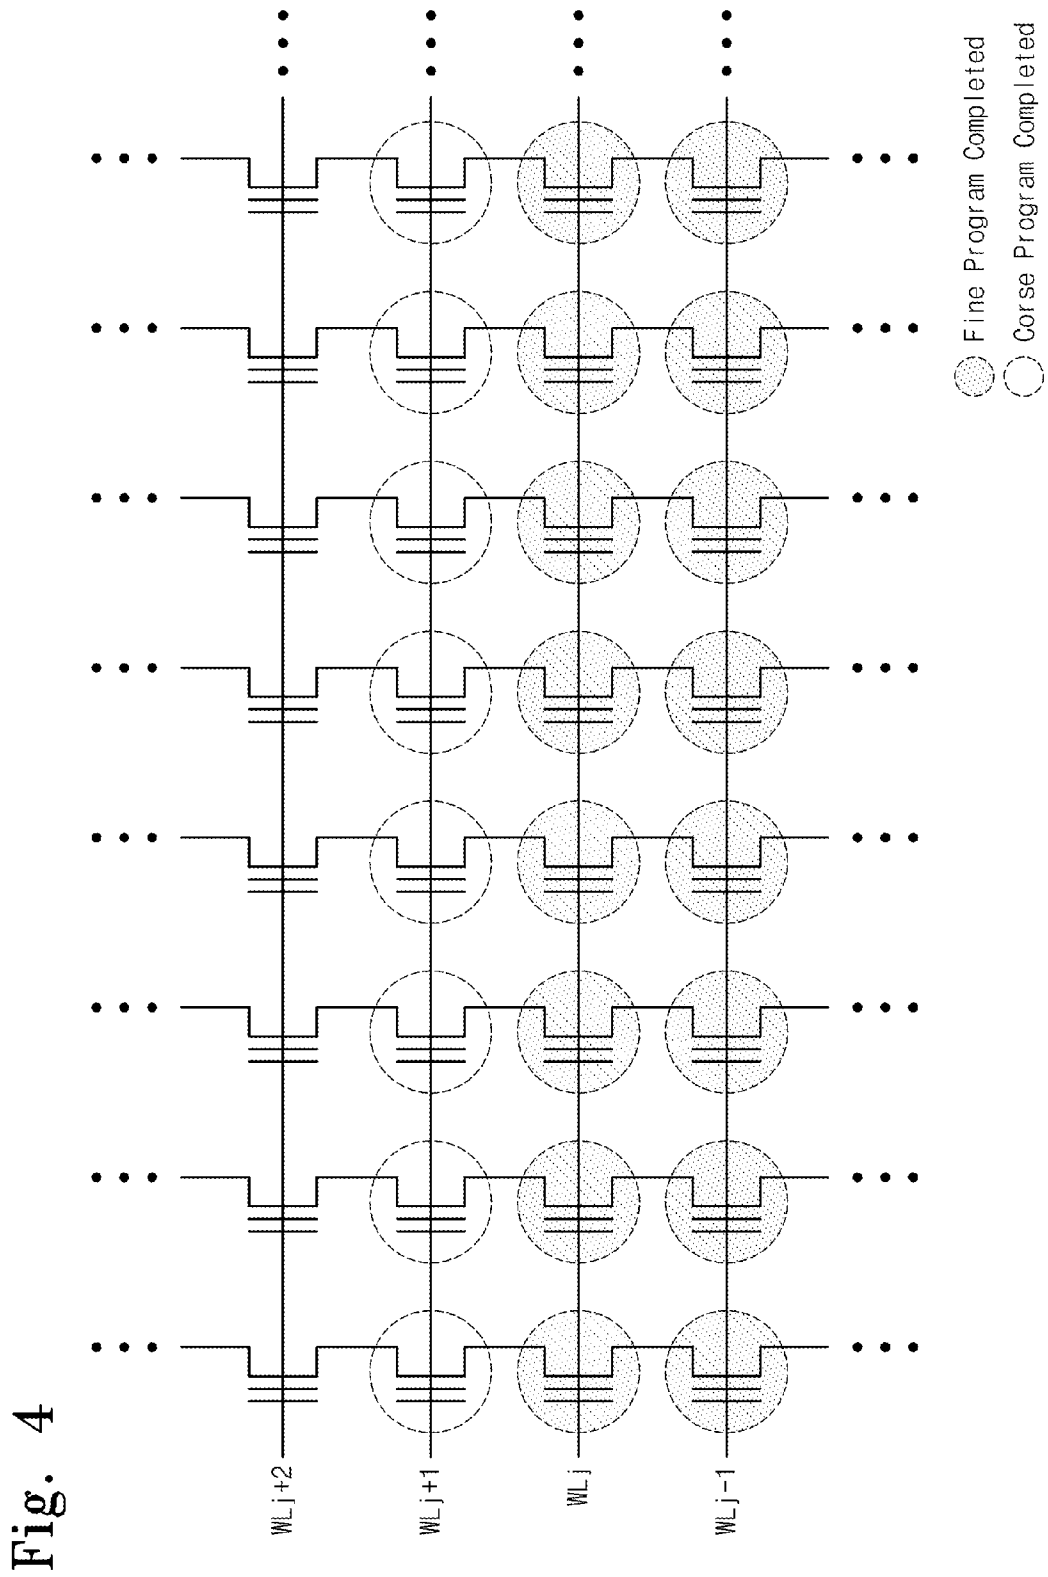 Fig. 4
WLj+2
WLj+1
WLj
WLj-1
Fine Program Completed
Corse Program Completed